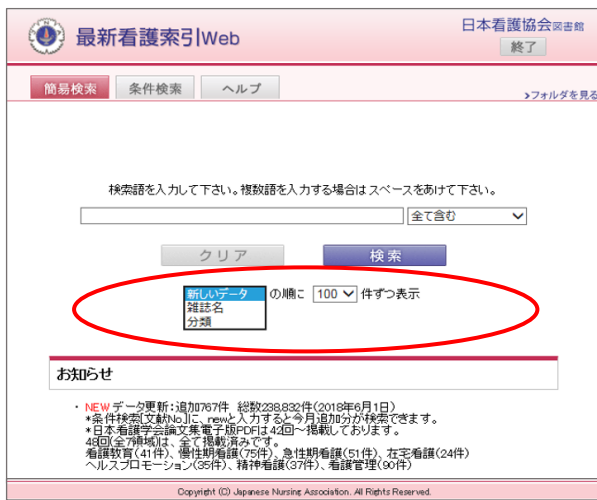 最新看護索引Web
日本看護協会図書館
終了
簡易検索 条件検索 ヘルプ
>フォルダを見る
検索語を入力して下さい。複数語を入力する場合はスペースをあけて下さい。
全て含む
クリア 検索
新しいデータ の順に 100 件ずつ表示
雑誌名
分類
お知らせ
・ NEW データ更新:追加767件 総数238,832件(2018年6月1日)
*条件検索[文献No]に、newと入力すると今月追加分が検索できます。
*日本看護学会論文集電子版PDFは42回～掲載しております。
48回(全7領域)は、全て掲載済みです。
看護教育(41件)、慢性期看護(75件)、急性期看護(51件)、在宅看護(24件)
ヘルスプロモーション(35件)、精神看護(37件)、看護管理(90件)
Copyright (C) Japanese Nursing Association. All Rights Reserved.